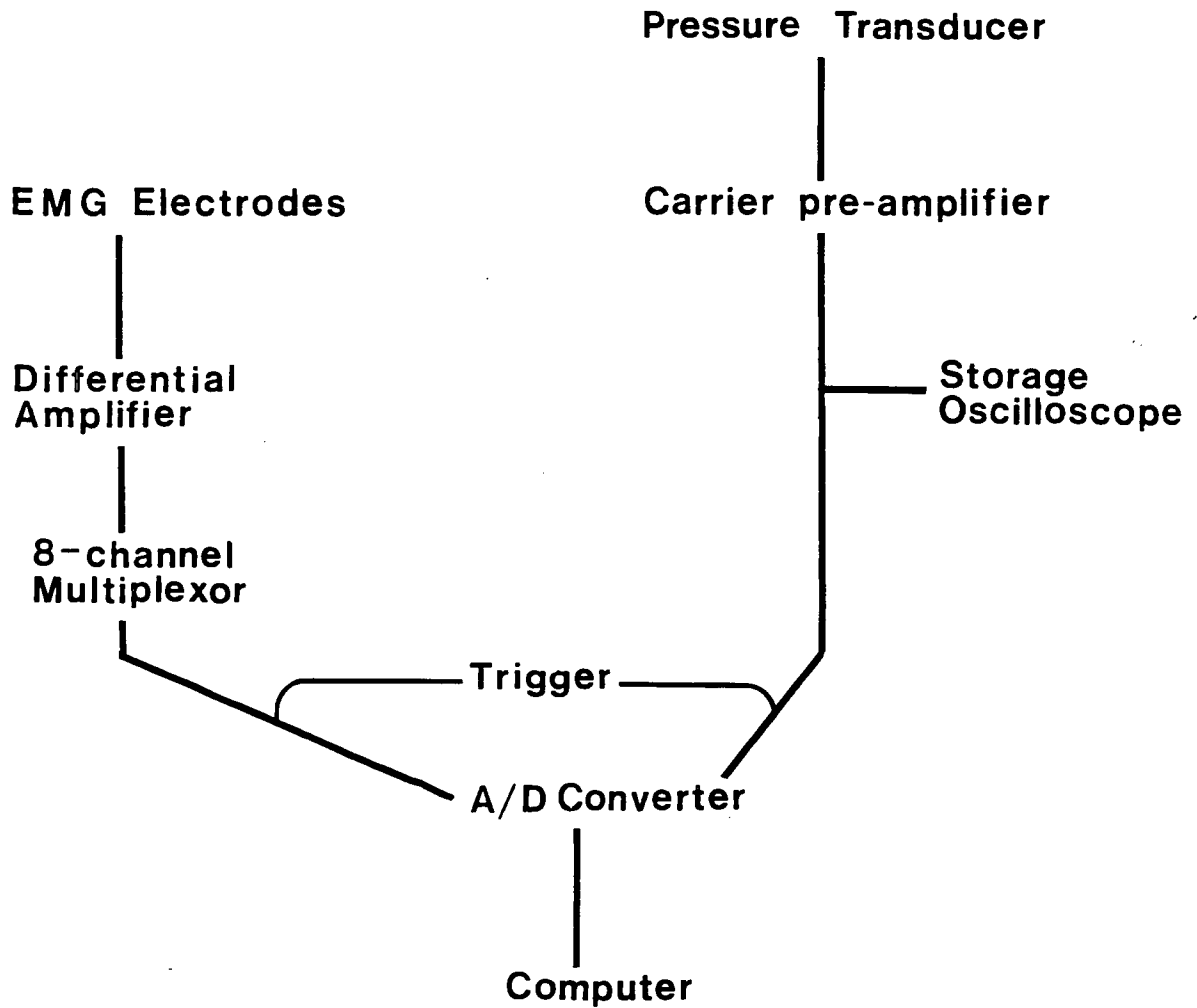 Pressure Transducer
EMG Electrodes
Carrier pre-amplifier
Differential
Amplifier
Storage
Oscilloscope
8-channel
Multiplexor
Trigger
A/D Converter
Computer